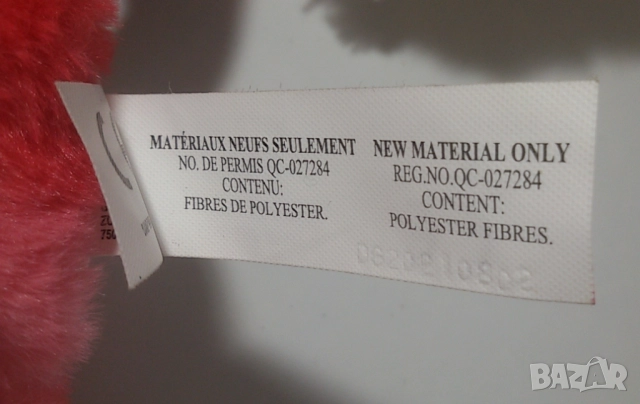 MATÉRIAUX NEUFS SEULEMENT
NO. DE PERMIS QC-027284
CONTENU:
FIBRES DE POLYESTER.
NEW MATERIAL ONLY
REG.NO.QC-027284
CONTENT:
POLYESTER FIBRES.
BAZAR